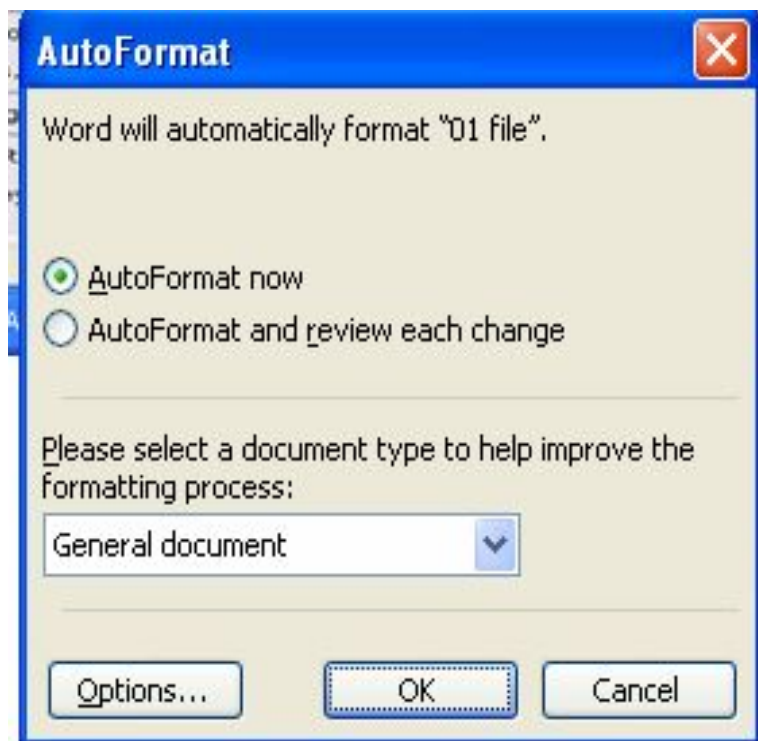 AutoFormat
Word will automatically format "01 file".
AutoFormat now
AutoFormat and review each change
Please select a document type to help improve the
formatting process:
General document
Options...
OK
Cancel